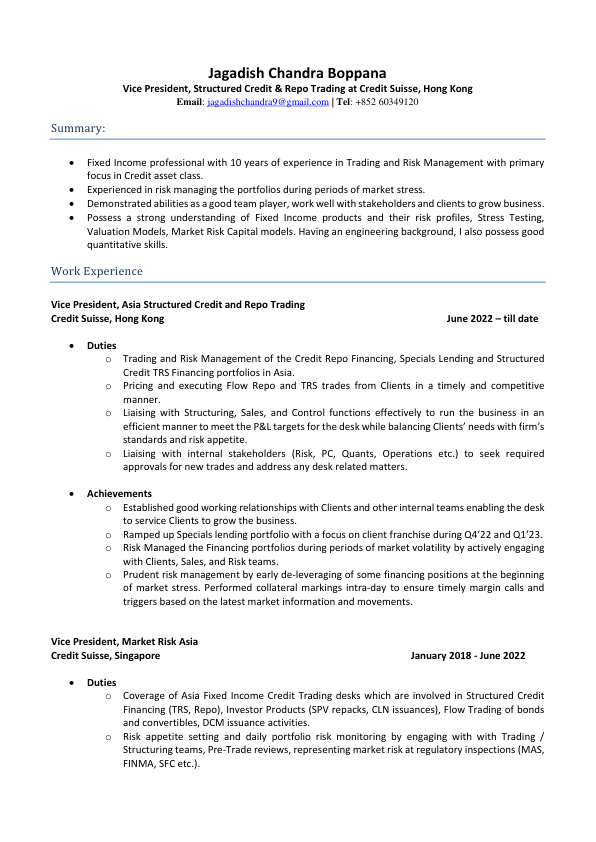 Jagadish Chandra Boppana
Vice President, Structured Credit & Repo Trading at Credit Suisse, Hong Kong
Email: jagadishchandra9@gmail.com | Tel: +852 60349120
Summary:
• Fixed Income professional with 10 years of experience in Trading and Risk Management with primary
focus in Credit asset class.
• Experienced in risk managing the portfolios during periods of market stress.
• Demonstrated abilities as a good team player, work well with stakeholders and clients to grow business.
• Possess a strong understanding of Fixed Income products and their risk profiles, Stress Testing,
Valuation Models, Market Risk Capital models. Having an engineering background, I also possess good
quantitative skills.
Work Experience
Vice President, Asia Structured Credit and Repo Trading
Credit Suisse, Hong Kong June 2022 – till date
• Duties
o Trading and Risk Management of the Credit Repo Financing, Specials Lending and Structured
Credit TRS Financing portfolios in Asia.
o Pricing and executing Flow Repo and TRS trades from Clients in a timely and competitive
manner.
o Liaising with Structuring, Sales, and Control functions effectively to run the business in an
efficient manner to meet the P&L targets for the desk while balancing Clients’ needs with firm’s
standards and risk appetite.
o Liaising with internal stakeholders (Risk, PC, Quants, Operations etc.) to seek required
approvals for new trades and address any desk related matters.
• Achievements
o Established good working relationships with Clients and other internal teams enabling the desk
to service Clients to grow the business.
o Ramped up Specials lending portfolio with a focus on client franchise during Q4’22 and Q1’23.
o Risk Managed the Financing portfolios during periods of market volatility by actively engaging
with Clients, Sales, and Risk teams.
o Prudent risk management by early de-leveraging of some financing positions at the beginning
of market stress. Performed collateral markings intra-day to ensure timely margin calls and
triggers based on the latest market information and movements.
Vice President, Market Risk Asia
Credit Suisse, Singapore January 2018 - June 2022
• Duties
o Coverage of Asia Fixed Income Credit Trading desks which are involved in Structured Credit
Financing (TRS, Repo), Investor Products (SPV repacks, CLN issuances), Flow Trading of bonds
and convertibles, DCM issuance activities.
o Risk appetite setting and daily portfolio risk monitoring by engaging with with Trading /
Structuring teams, Pre-Trade reviews, representing market risk at regulatory inspections (MAS,
FINMA, SFC etc.).